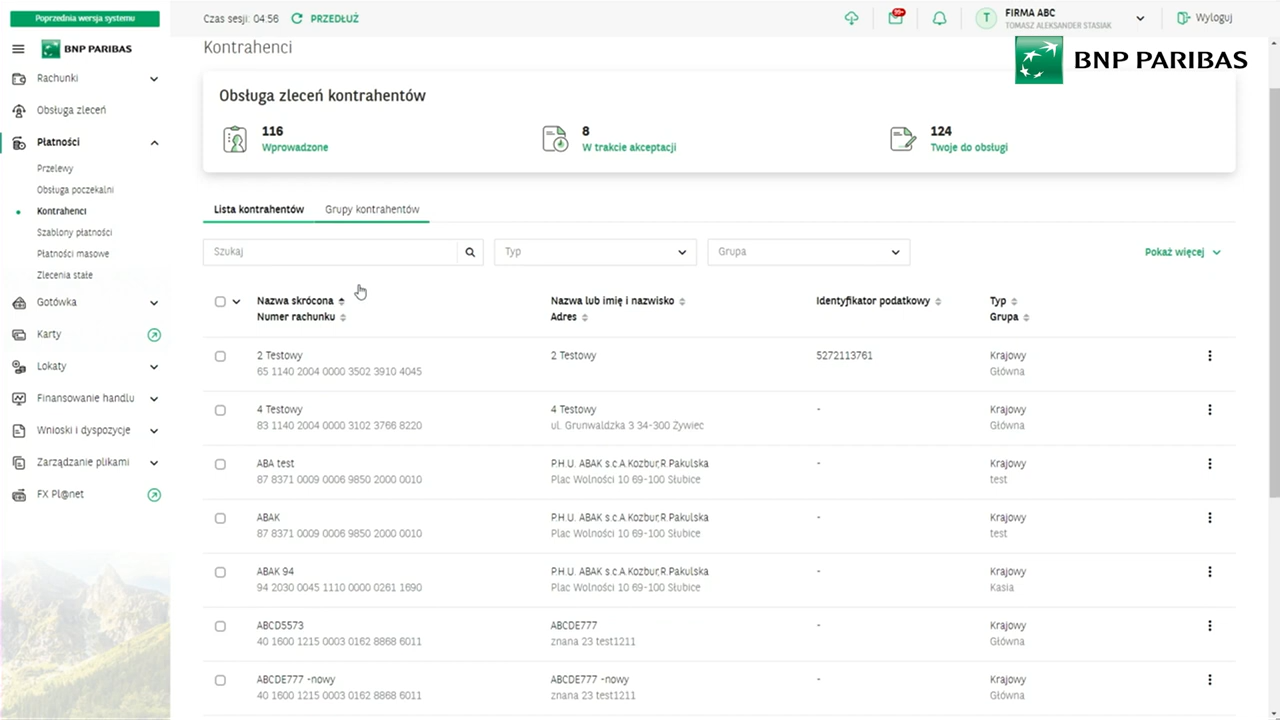 Poprzednia wersja systemu
Czas sesji: 04:56 PRZEDŁUŻ
99+
T
FIRMA ABC
TOMASZ ALEKSANDER STASIAK
Wyloguj
BNP PARIBAS
BNP PARIBAS
Rachunki
Obsługa zleceń
Płatności
Przelewy
Obsługa poczekalni
Kontrahenci
Szablony płatności
Płatności masowe
Zlecenia stałe
Gotówka
Karty
Lokaty
Finansowanie handlu
Wnioski i dyspozycje
Zarządzanie plikami
FX Pl@net
Kontrahenci
Obsługa zleceń kontrahentów
116
Wprowadzone
8
W trakcie akceptacji
124
Twoje do obsługi
Lista kontrahentów Grupy kontrahentów
Szukaj Typ Grupa Pokaż więcej
Nazwa skrócona Nazwa lub imię i nazwisko Identyfikator podatkowy Typ
Numer rachunku Adres Grupa
2 Testowy 2 Testowy 5272113761 Krajowy
65 1140 2004 0000 3502 3910 4045 Główna
4 Testowy 4 Testowy - Krajowy
83 1140 2004 0000 3102 3766 8220 ul. Grunwaldzka 3 34-300 Żywiec Główna
ABA test P.H.U. ABAK s.c.A.Kozbur,R.Pakulska - Krajowy
87 8371 0009 0006 9850 2000 0010 Plac Wolności 10 69-100 Słubice test
ABAK P.H.U. ABAK s.c.A.Kozbur,R.Pakulska - Krajowy
87 8371 0009 0006 9850 2000 0010 Plac Wolności 10 69-100 Słubice test
ABAK 94 P.H.U. ABAK s.c.A.Kozbur,R.Pakulska - Krajowy
94 2030 0045 1110 0000 0261 1690 Plac Wolności 10 69-100 Słubice Kasia
ABCD5573 ABCDE777 - Krajowy
40 1600 1215 0003 0162 8868 6011 znana 23 test1211 Główna
ABCDE777 -nowy ABCDE777 -nowy - Krajowy
40 1600 1215 0003 0162 8868 6011 znana 23 test1211 Główna